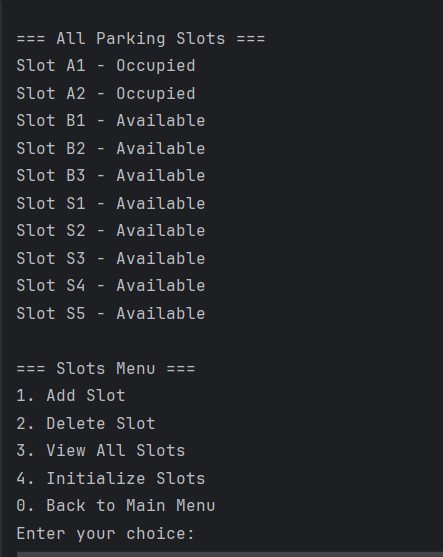 === All Parking Slots ===
Slot A1 - Occupied
Slot A2 - Occupied
Slot B1 - Available
Slot B2 - Available
Slot B3 - Available
Slot S1 - Available
Slot S2 - Available
Slot S3 - Available
Slot S4 - Available
Slot S5 - Available
=== Slots Menu ===
1. Add Slot
2. Delete Slot
3. View All Slots
4. Initialize Slots
0. Back to Main Menu
Enter your choice: